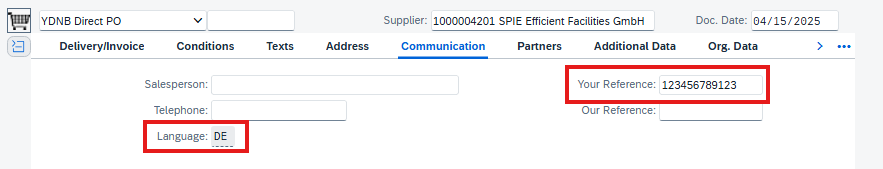 YDNB Direct PO Supplier: 1000004201 SPIE Efficient Facilities GmbH Doc. Date: 04/15/2025
Delivery/Invoice Conditions Texts Address Communication Partners Additional Data Org. Data
Salesperson: Your Reference: 123456789123
Telephone: Our Reference:
Language: DE